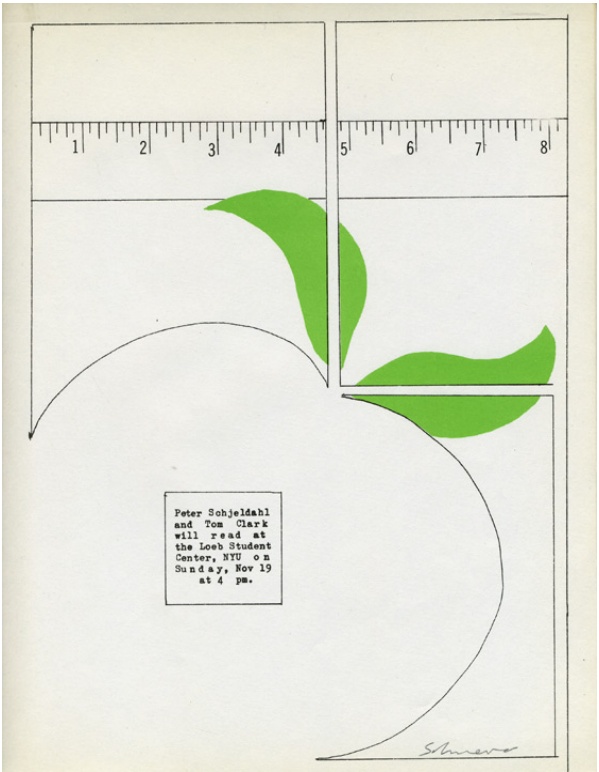 1 2 3 4 5 6 7 8
Peter Schjeldahl
and Tom Clark
will read at
the Loeb Student
Center, NYU on
Sunday, Nov 19
at 4 pm.